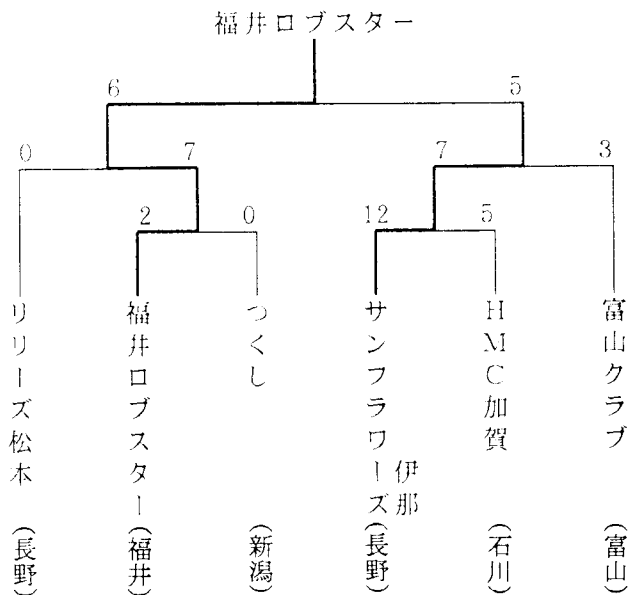 福井ロブスター
6 5
0 7 7 3
2 0 12 5
リリーズ松本(長野)
福井ロブスター(福井)
つくし(新潟)
サンフラワーズ伊那(長野)
HMC加賀(石川)
富山クラブ(富山)